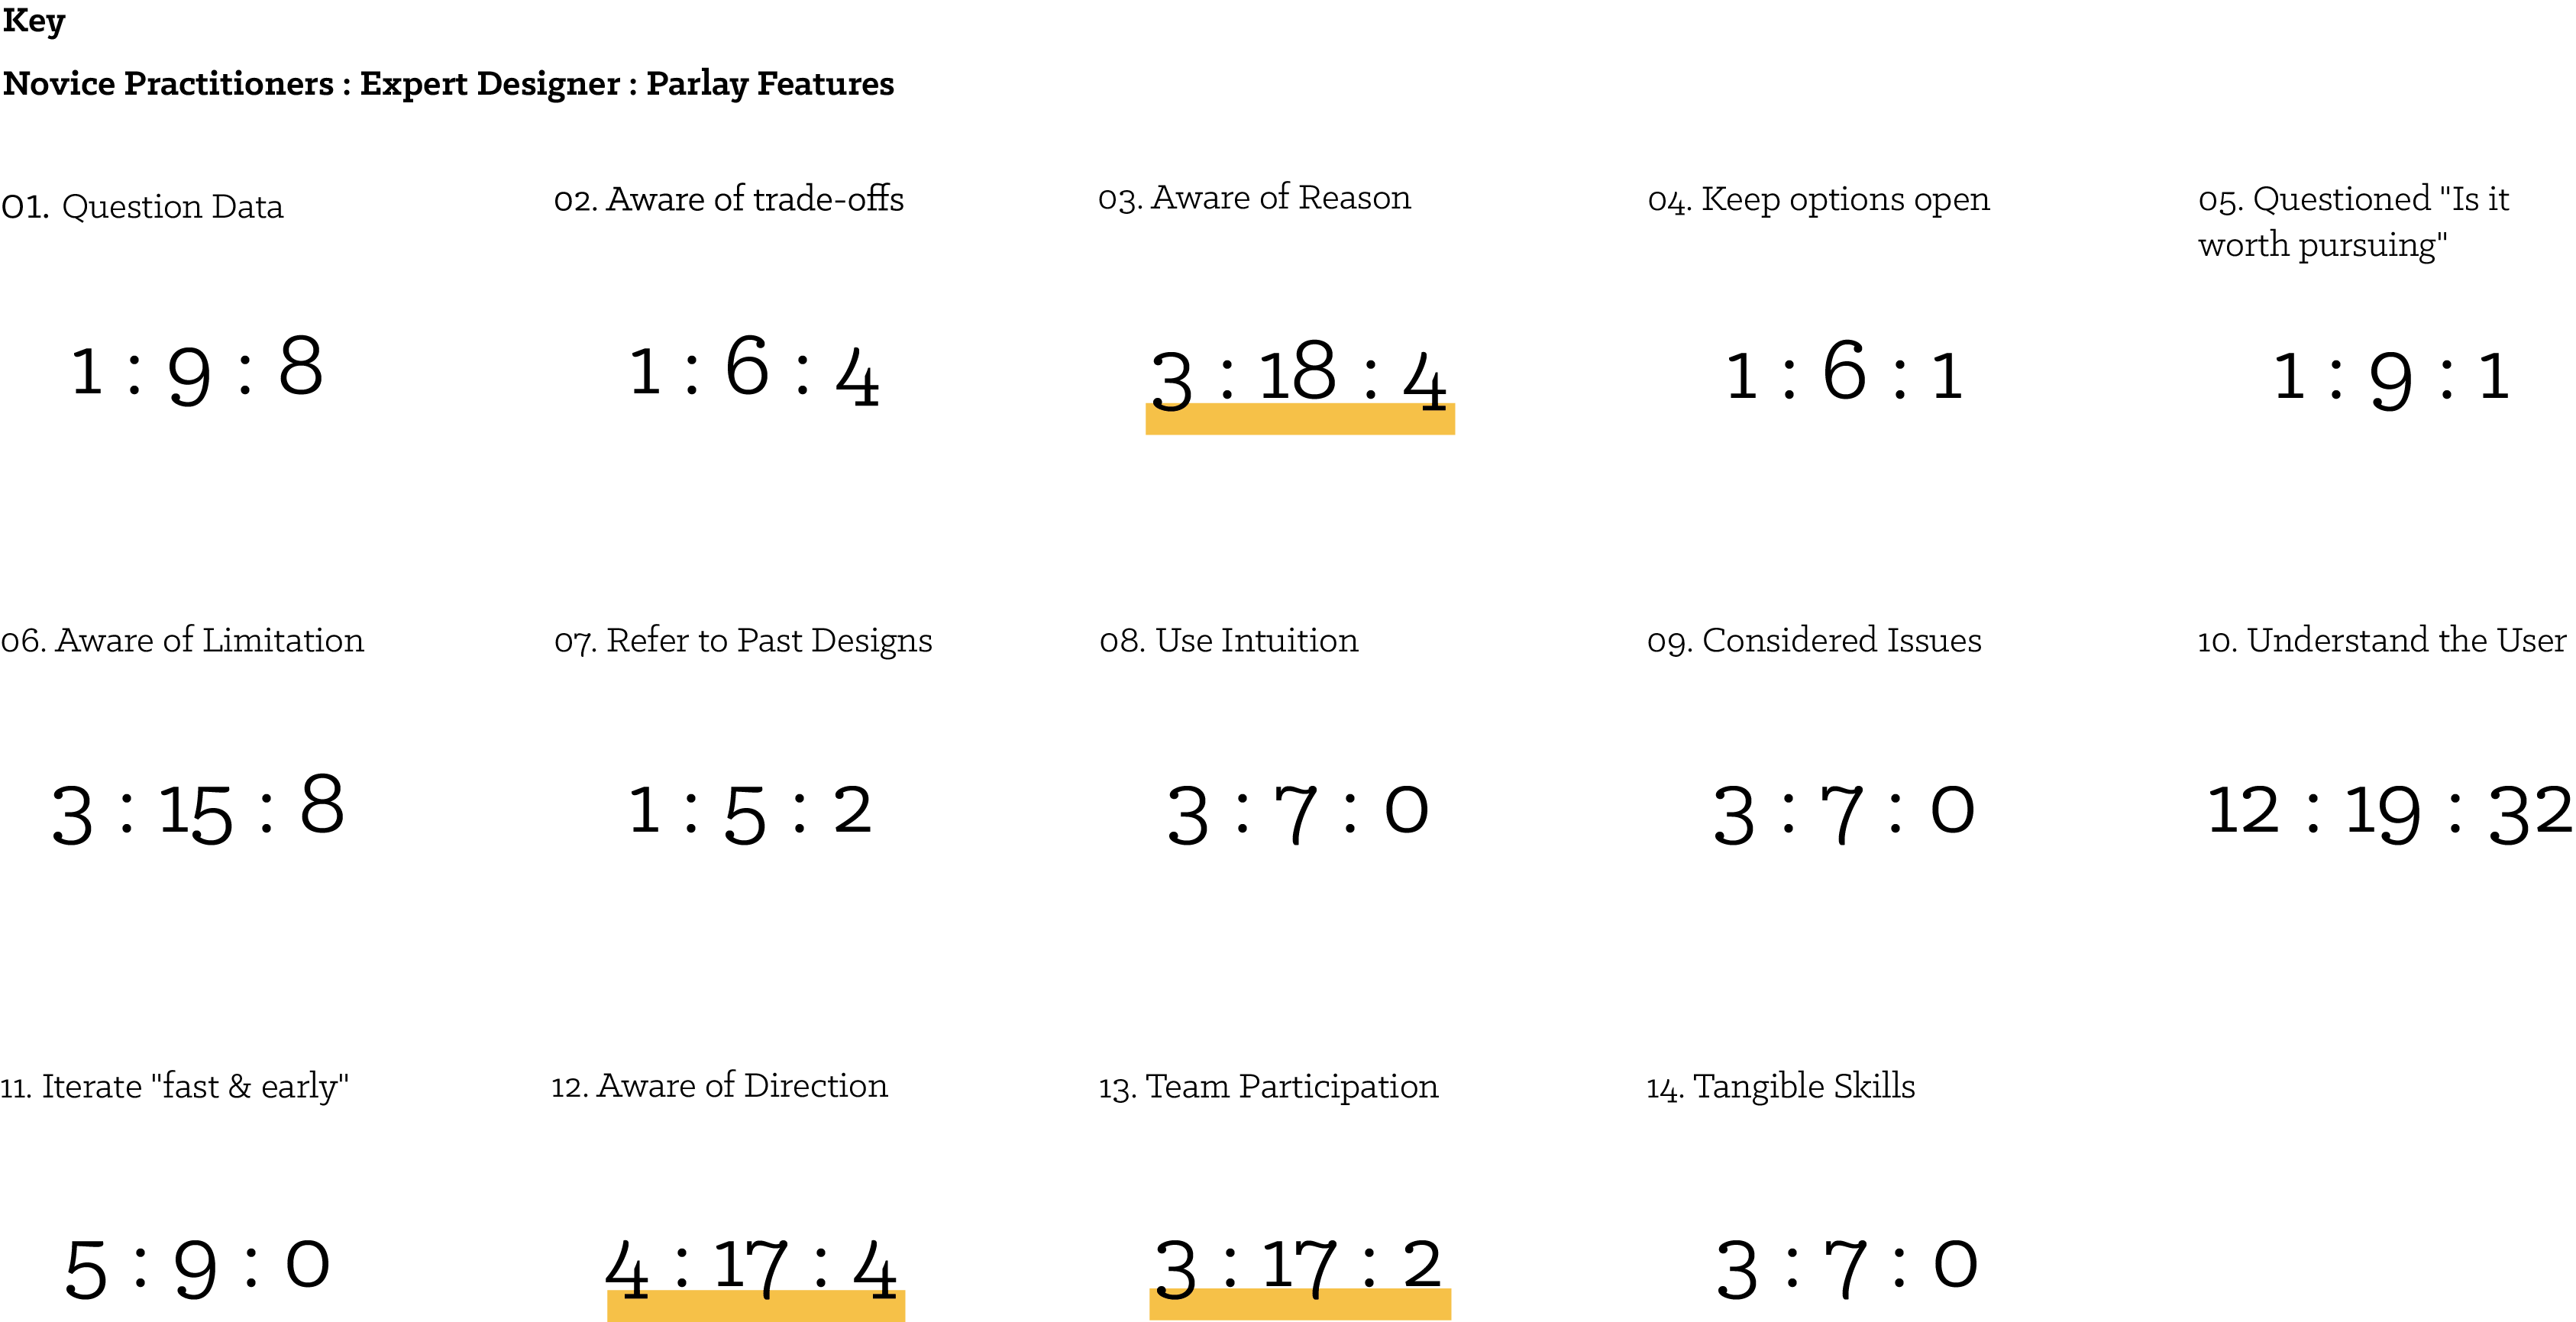 Key
Novice Practitioners : Expert Designer : Parlay Features
01. Question Data
02. Aware of trade-offs
03. Aware of Reason
04. Keep options open
05. Questioned "Is it
worth pursuing"
1 : 9 : 8
1 : 6 : 4
3 : 18 : 4
1 : 6 : 1
1 : 9 : 1
06. Aware of Limitation
07. Refer to Past Designs
08. Use Intuition
09. Considered Issues
10. Understand the User
3 : 15 : 8
1 : 5 : 2
3 : 7 : 0
3 : 7 : 0
12 : 19 : 32
11. Iterate "fast & early"
12. Aware of Direction
13. Team Participation
14. Tangible Skills
5 : 9 : 0
4 : 17 : 4
3 : 17 : 2
3 : 7 : 0